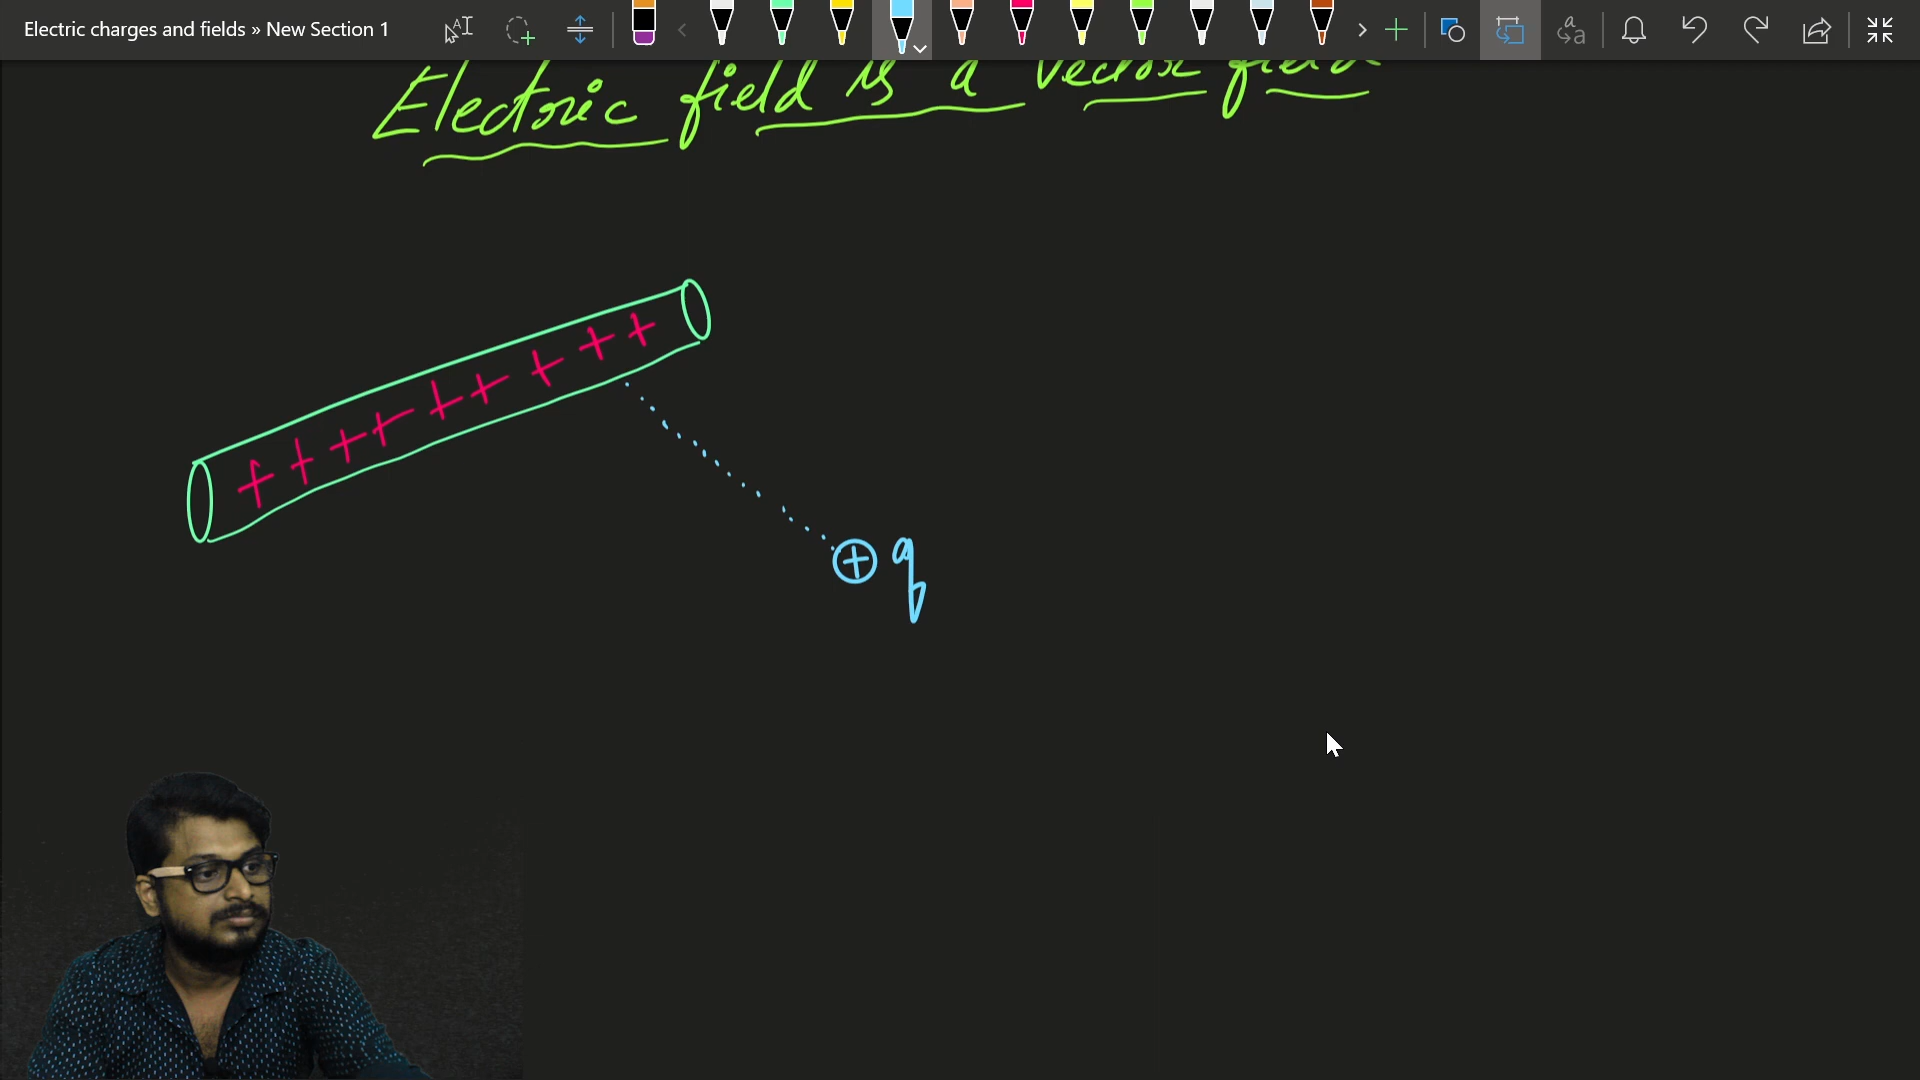 Electric charges and fields » New Section 1
Electric field is a vector field
+ + + + + + + + +
+ q